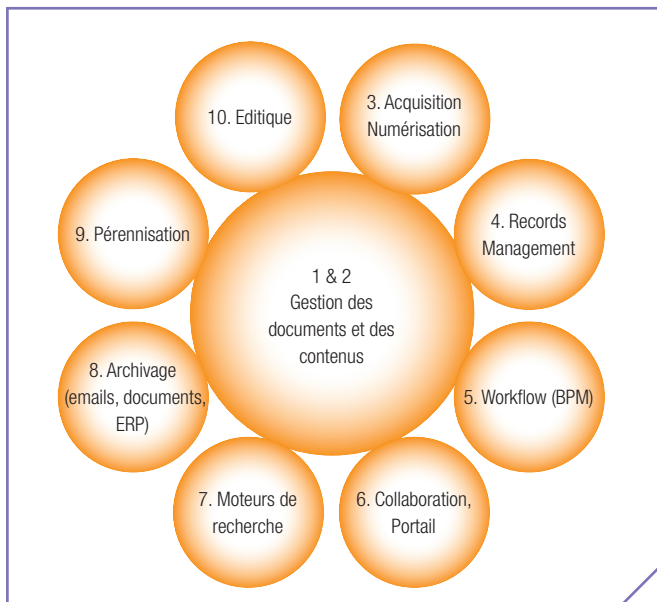 1 & 2
Gestion des
documents et des
contenus
3. Acquisition
Numérisation
4. Records
Management
5. Workflow (BPM)
6. Collaboration,
Portail
7. Moteurs de
recherche
8. Archivage
(emails, documents,
ERP)
9. Pérennisation
10. Editique